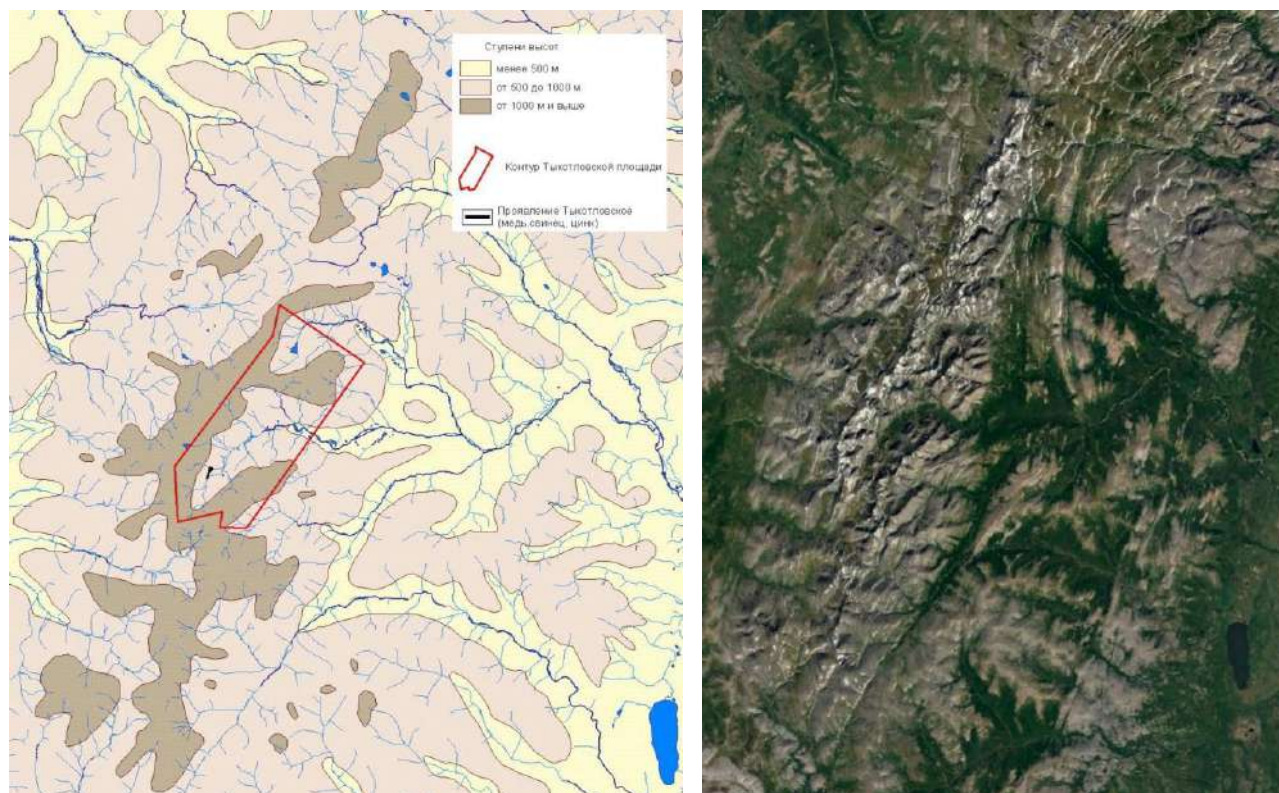 Ступени высот
менее 500 м
от 500 до 1000 м
от 1000 м и выше
Контур Тыкотловской площади
Проявление Тыкотловское
(медь,свинец, цинк)